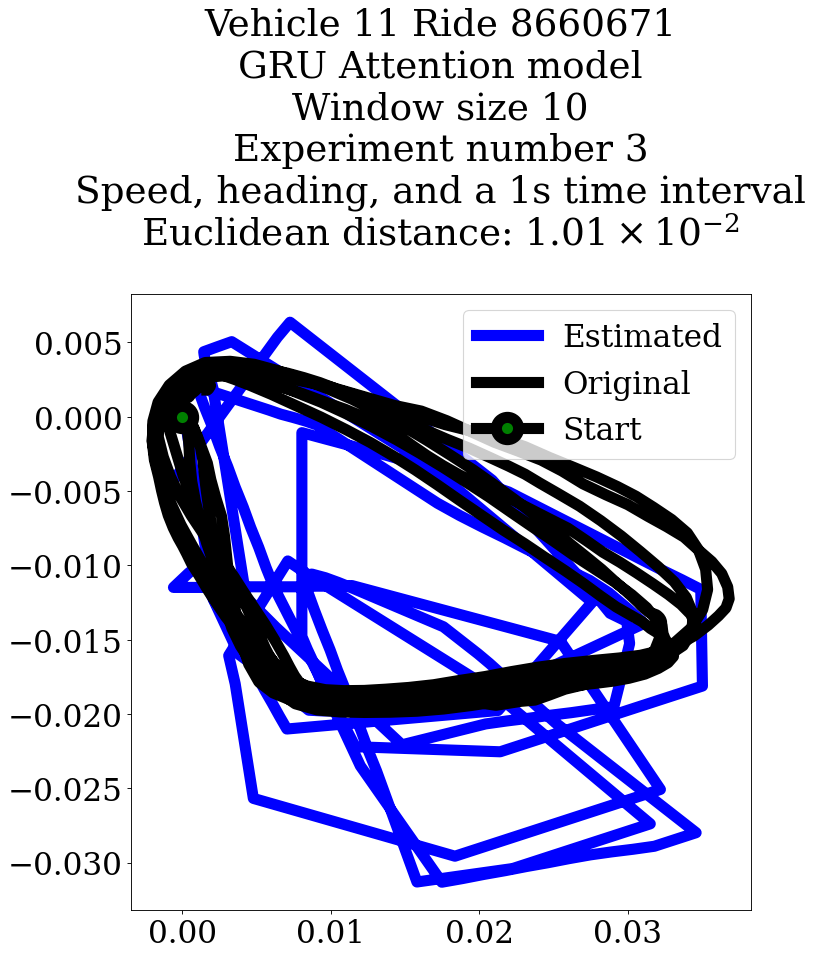 Vehicle 11 Ride 8660671
GRU Attention model
Window size 10
Experiment number 3
Speed, heading, and a 1s time interval
Euclidean distance: 1.01 × 10⁻²
Estimated
Original
Start
0.005
0.000
−0.005
−0.010
−0.015
−0.020
−0.025
−0.030
0.00 0.01 0.02 0.03